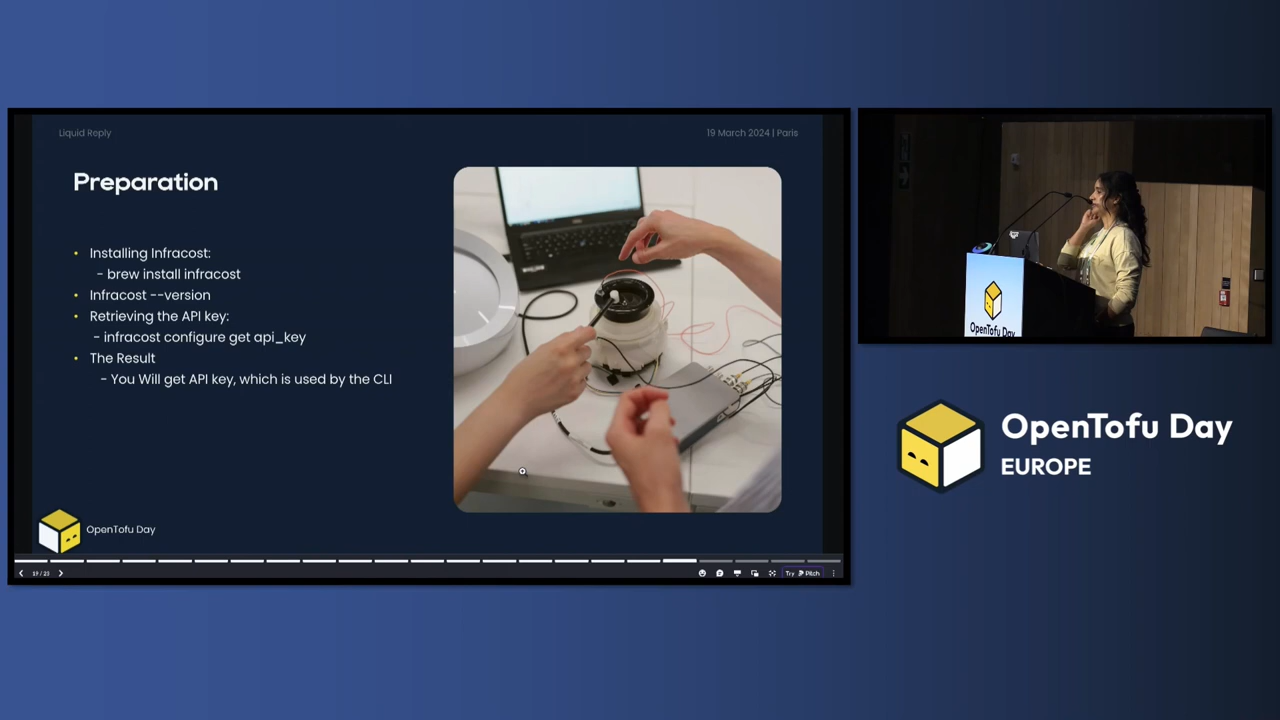 Liquid Reply
19 March 2024 | Paris
Preparation
• Installing Infracost:
- brew install infracost
• Infracost --version
• Retrieving the API key:
- infracost configure get api_key
• The Result
- You Will get API key, which is used by the CLI
OpenTofu Day
19 / 23
Try Pitch
OpenTofu Day
OpenTofu Day
EUROPE